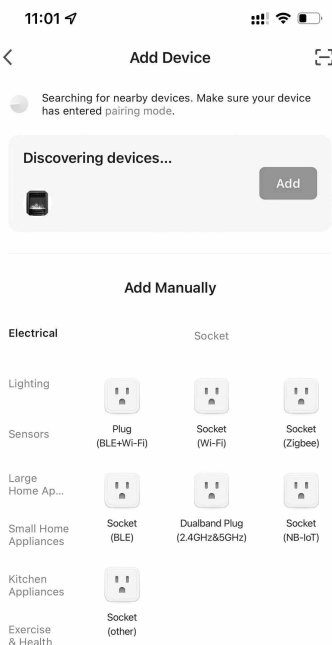 11:01
Add Device
Searching for nearby devices. Make sure your device
has entered pairing mode.
Discovering devices...
Add
Add Manually
Electrical
Socket
Lighting
Plug
(BLE+Wi-Fi)
Socket
(Wi-Fi)
Socket
(Zigbee)
Sensors
Large
Home Ap...
Socket
(BLE)
Dualband Plug
(2.4GHz&5GHz)
Socket
(NB-IoT)
Small Home
Appliances
Kitchen
Appliances
Socket
(other)
Exercise
& Health